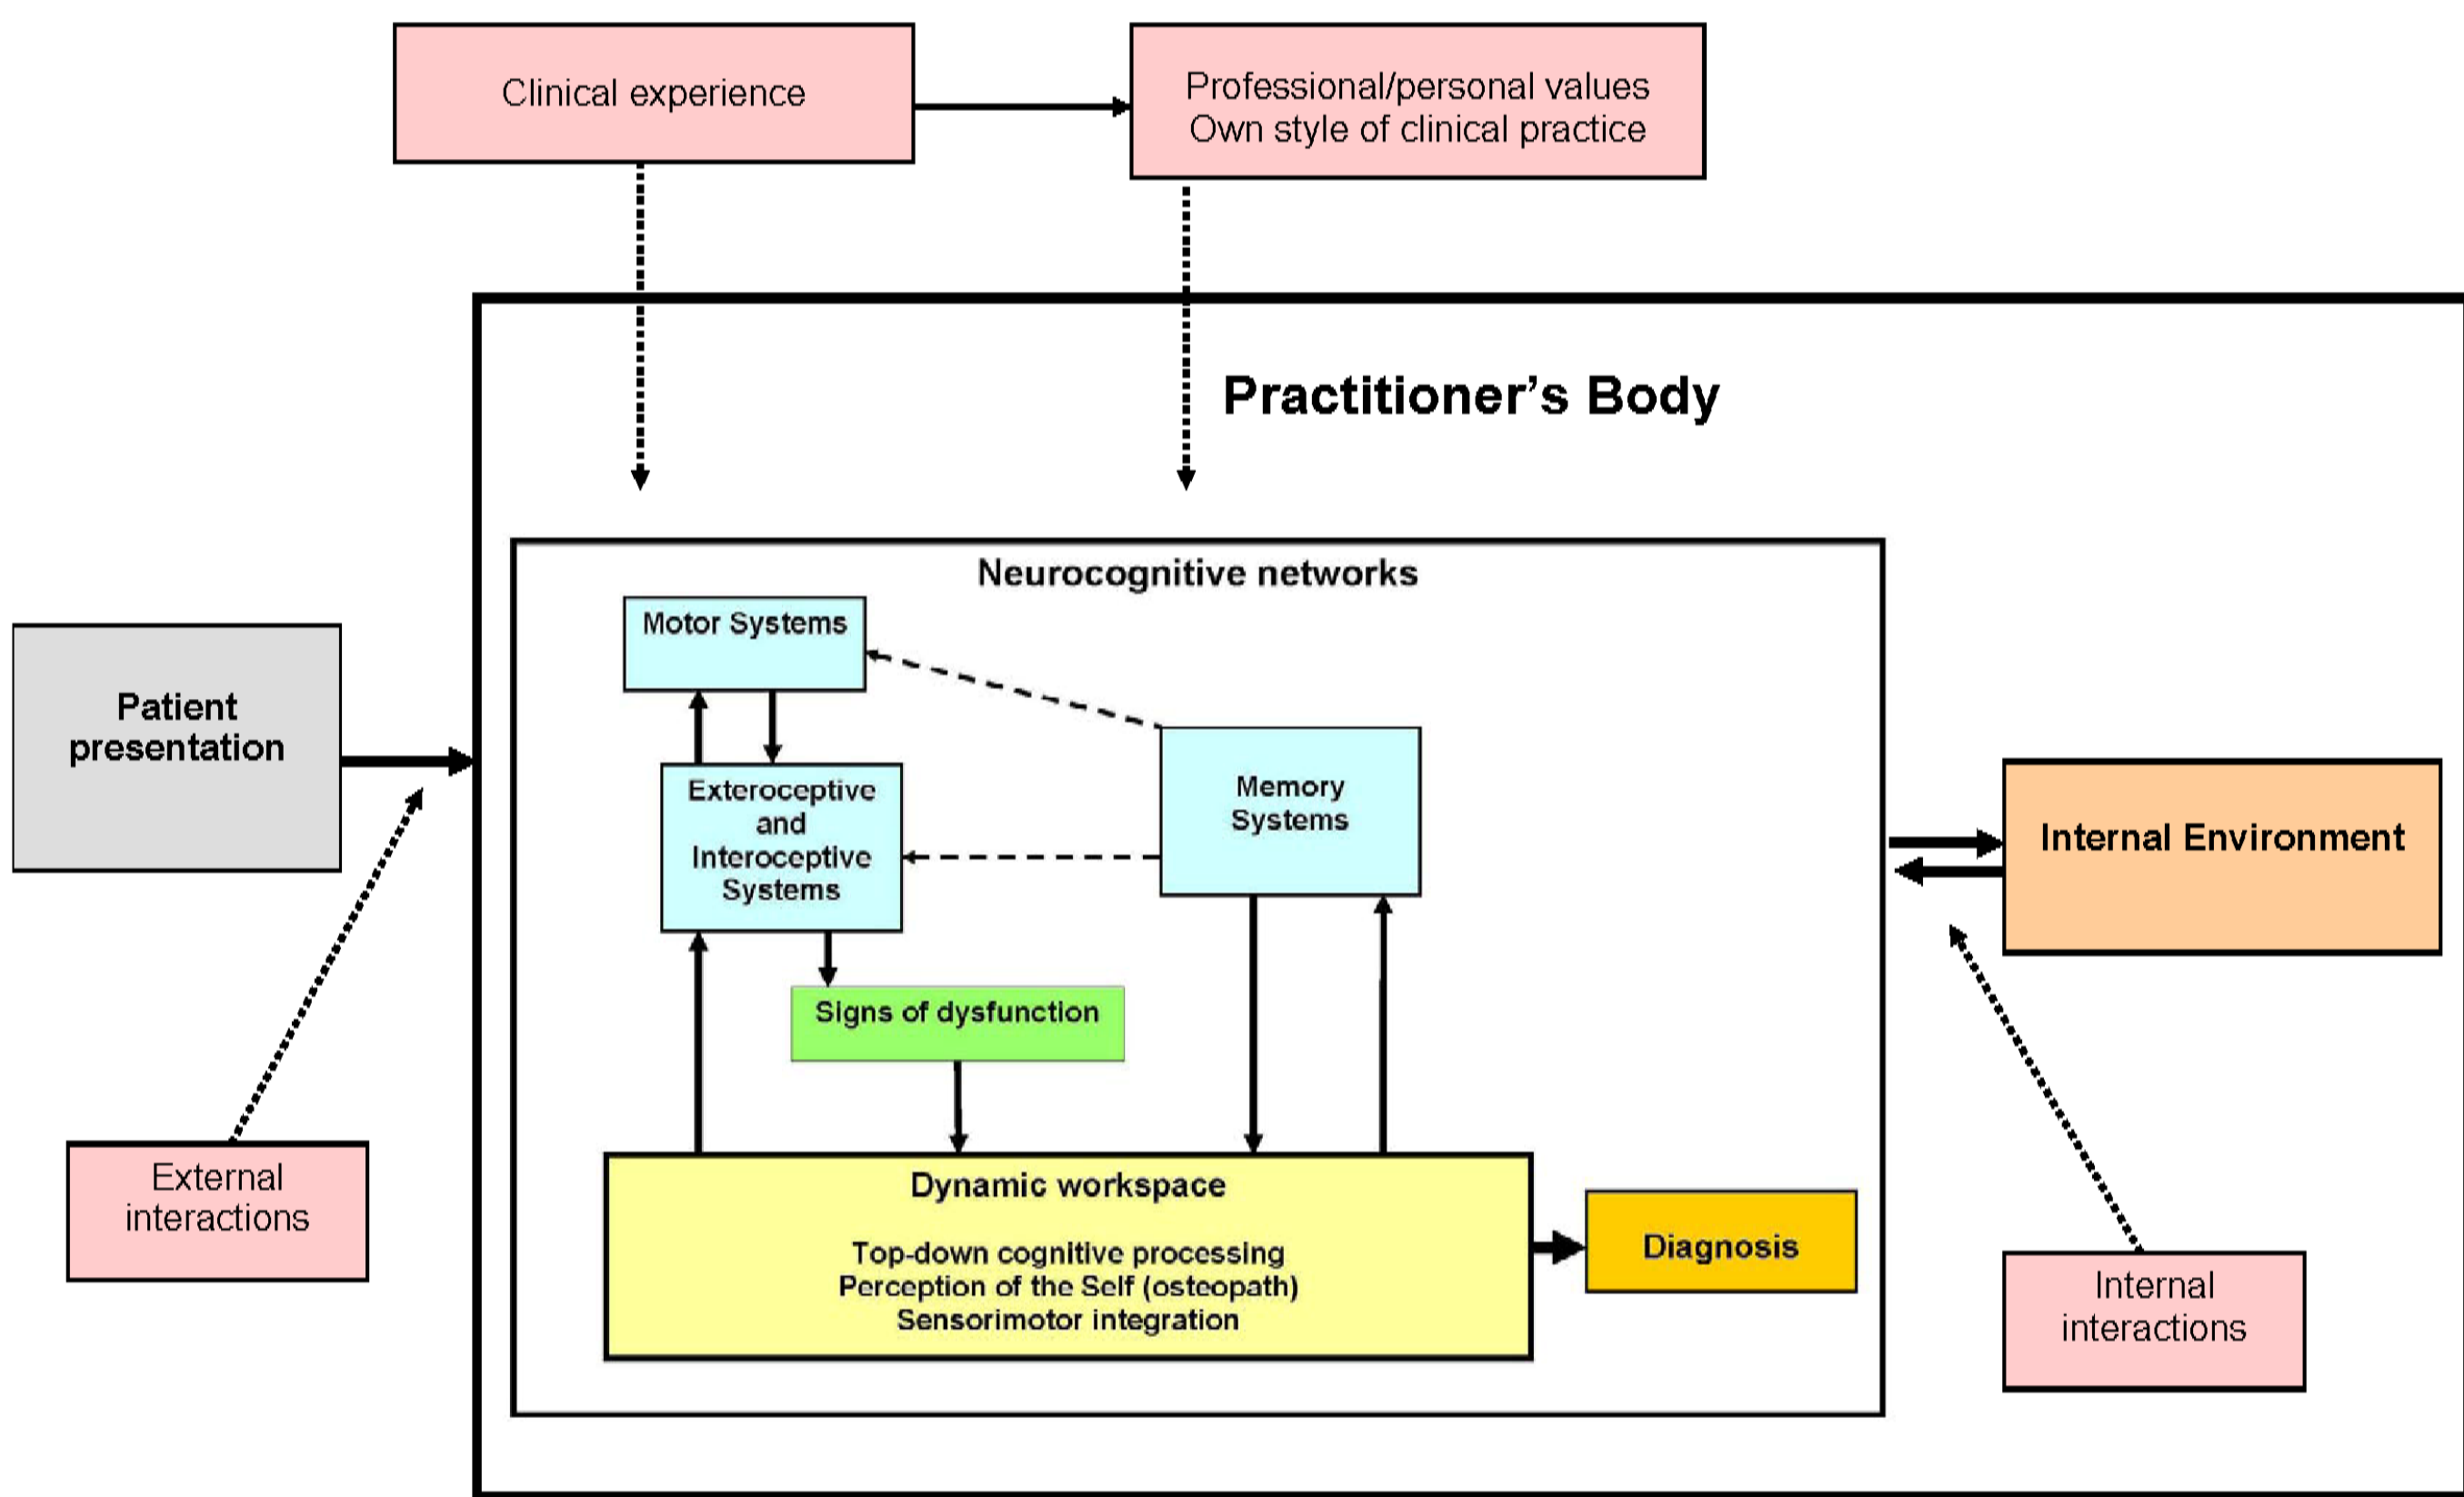 Clinical experience
Professional/personal values
Own style of clinical practice
Practitioner’s Body
Neurocognitive networks
Motor Systems
Patient
presentation
Exteroceptive
and
Interoceptive
Systems
Memory
Systems
Internal Environment
Signs of dysfunction
External
interactions
Dynamic workspace
Top-down cognitive processing
Perception of the Self (osteopath)
Sensorimotor integration
Diagnosis
Internal
interactions